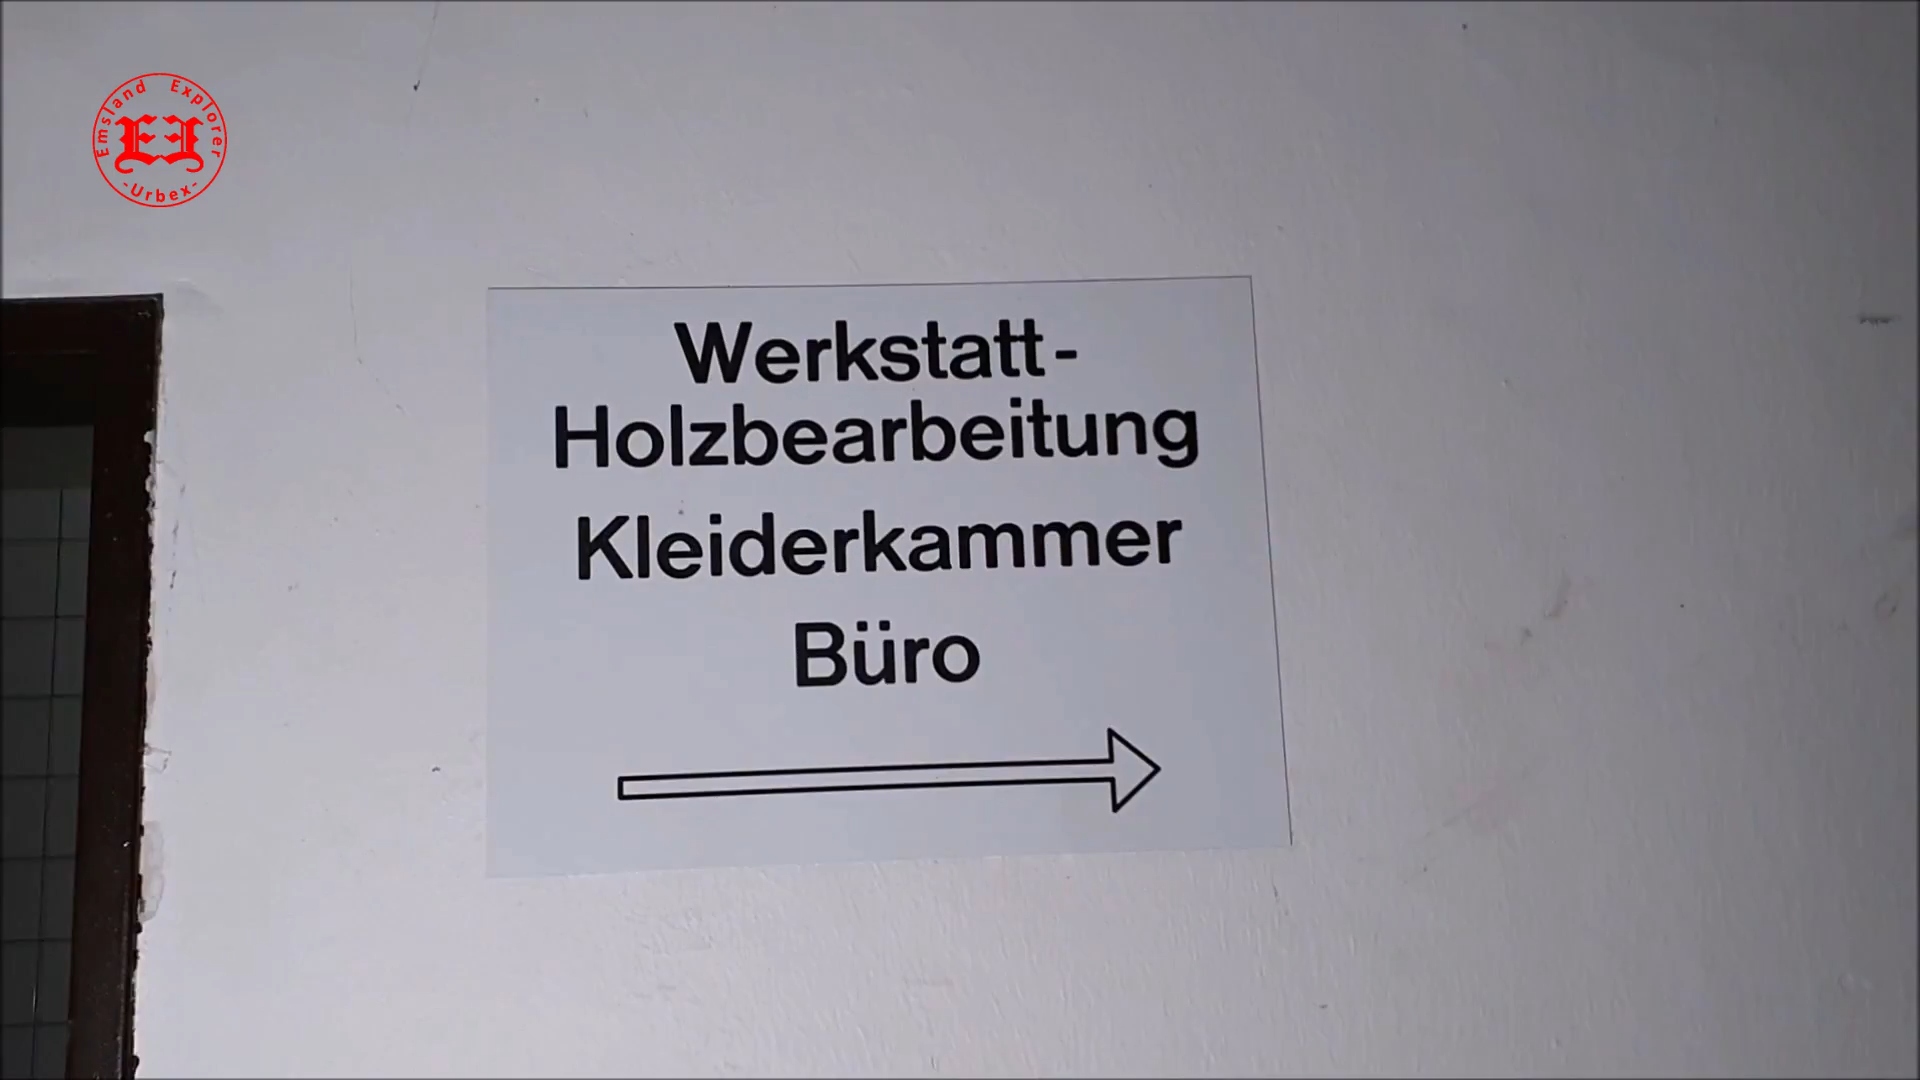 Emsland Explorer
EE
-Urbex-
Werkstatt-
Holzbearbeitung
Kleiderkammer
Büro